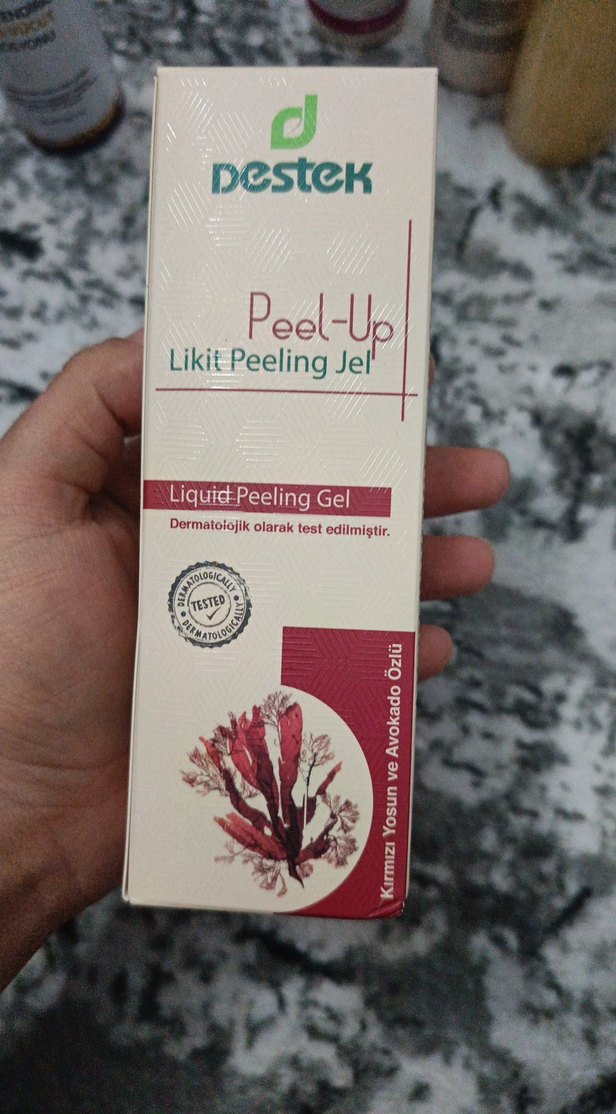 Destek
Peel-Up
Likit Peeling Jel
Liquid Peeling Gel
Dermatolojik olarak test edilmiştir.
DERMATOLOGICALLY
TESTED
DERMATOLOGICALLY
Kırmızı Yosun ve Avokado Özlü